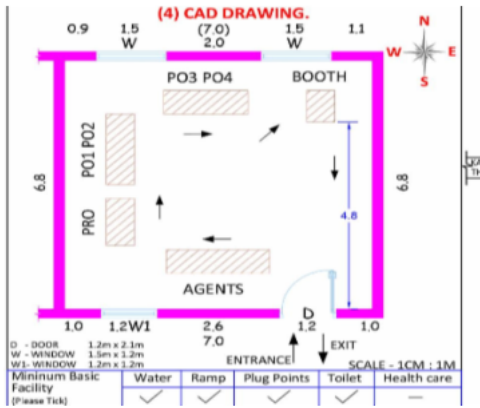 (4) CAD DRAWING.
0.9 1.5 (7.0) 1.5 1.1
W 2.0 W
N
W E
S
PO3 PO4 BOOTH
PO1 PO2
6.8
6.8
4.8
PRO
AGENTS
D
1,0 1,2W1 2,6 1,2 1,0
7.0
D - DOOR 1.2m x 2.1m
W - WINDOW 1.5m x 1.2m
W1- WINDOW 1.2m x 1.2m
ENTRANCE EXIT
SCALE - 1CM : 1M
Minimum Basic Facility (Please Tick) Water Ramp Plug Points Toilet Health care